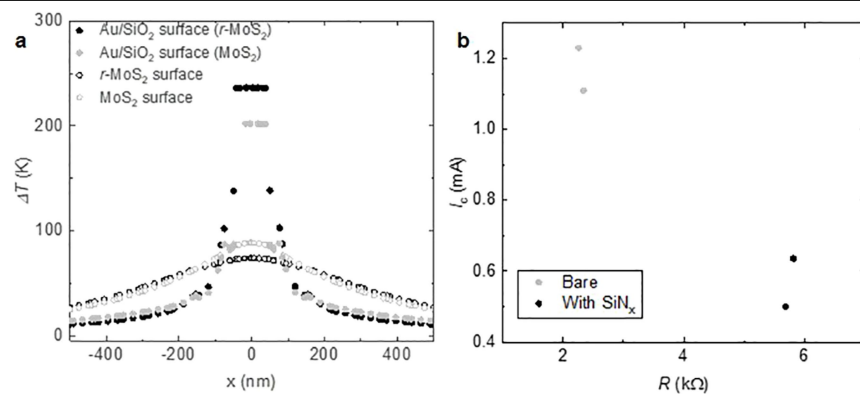 a
300
200
100
0
ΔT (K)
Au/SiO₂ surface (r-MoS₂)
Au/SiO₂ surface (MoS₂)
r-MoS₂ surface
MoS₂ surface
-400 -200 0 200 400
x (nm)
b
1.2
1.0
0.8
0.6
0.4
I_c (mA)
Bare
With SiNₓ
2 4 6
R (kΩ)